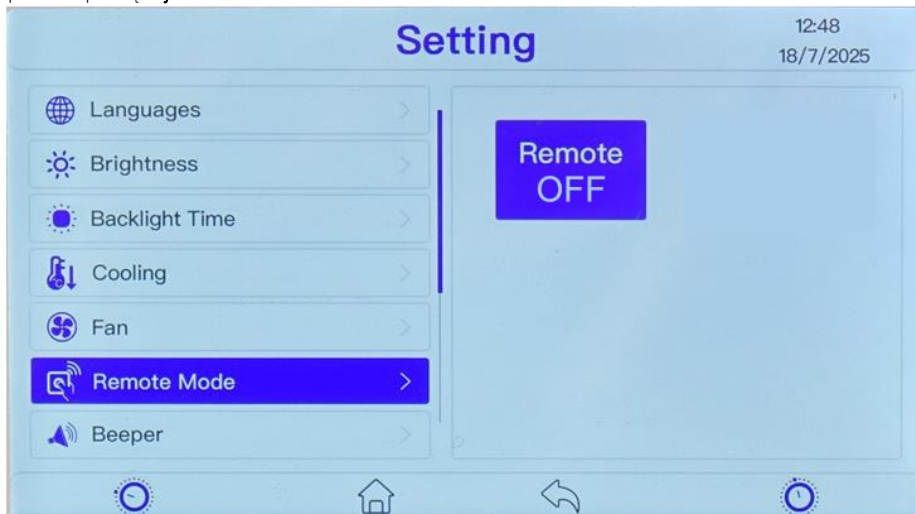 Setting
12:48
18/7/2025
Languages
Brightness
Backlight Time
Cooling
Fan
Remote Mode
Beeper
Remote
OFF